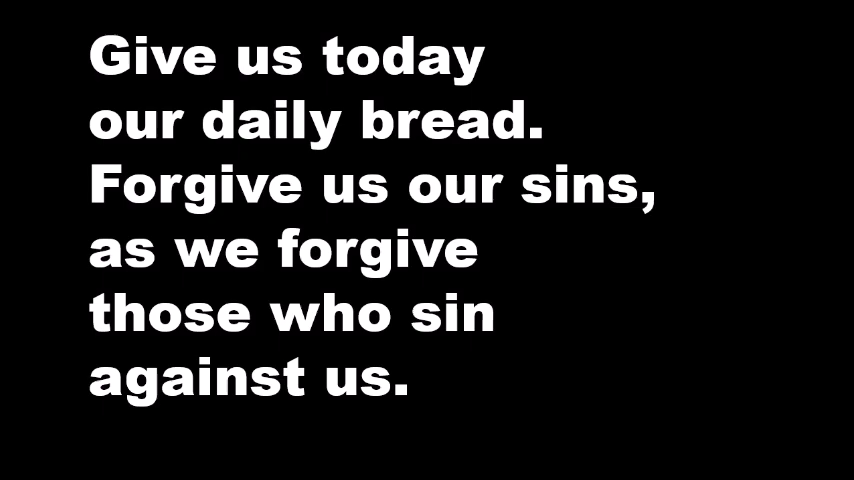 Give us today
our daily bread.
Forgive us our sins,
as we forgive
those who sin
against us.